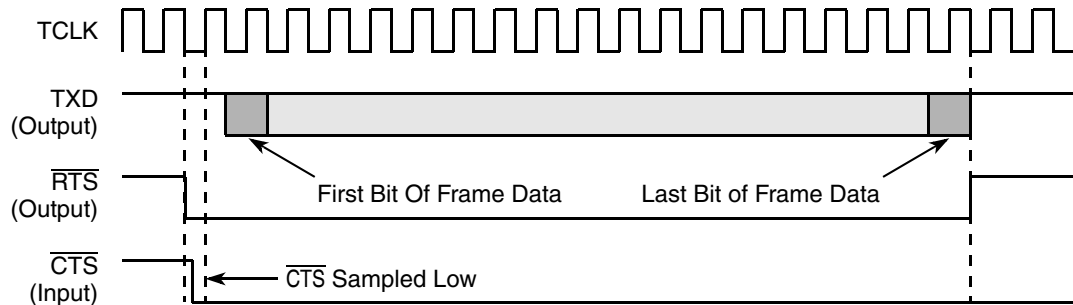 TCLK
TXD
(Output)
First Bit Of Frame Data
Last Bit of Frame Data
RTS
(Output)
CTS
(Input)
CTS Sampled Low